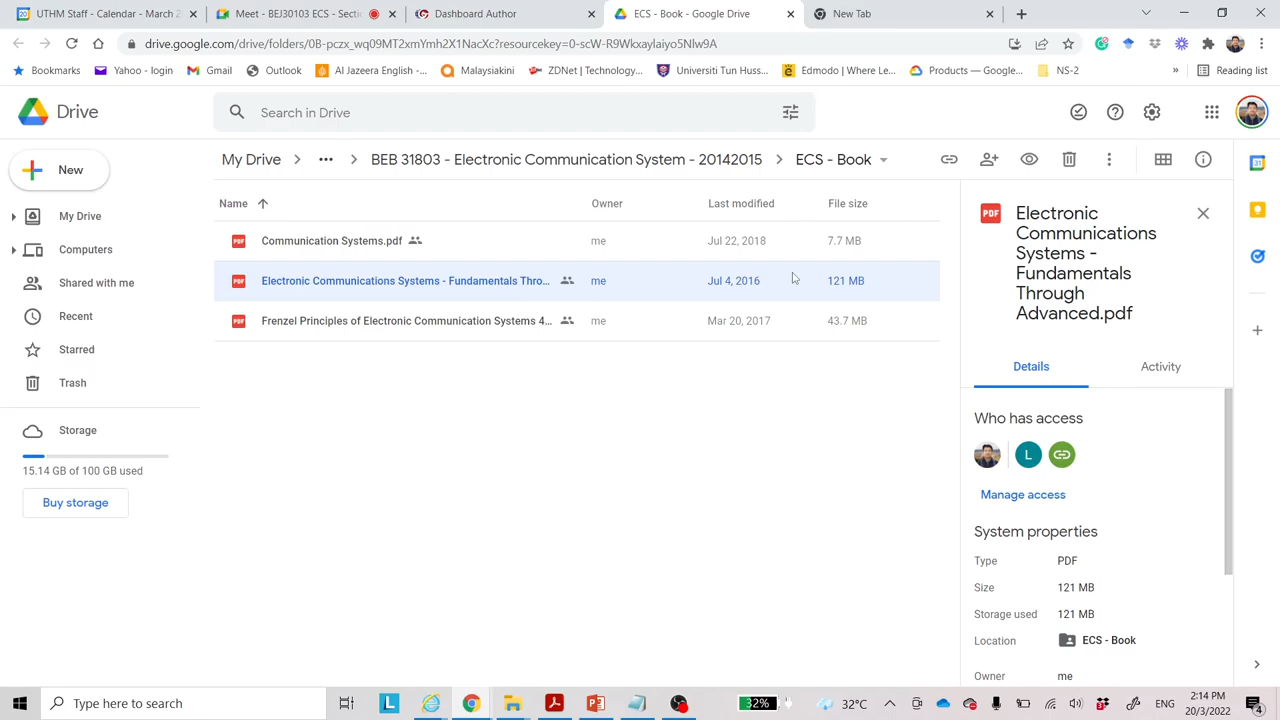 UTHM Staff - Calendar - March 2
Meet - BEJ30103 ECS - Secti
Dashboard Author
ECS - Book - Google Drive
New Tab
drive.google.com/drive/folders/0B-pczx_wq09MT2xmYmh2X1NacXc?resourcekey=0-scW-R9Wkxaylaiyo5Nlw9A
Bookmarks
Yahoo - login
Gmail
Outlook
Al Jazeera English -...
Malaysiakini
ZDNet | Technology...
Universiti Tun Huss...
Edmodo | Where Le...
Products — Google...
NS-2
»
Reading list
Drive
Search in Drive
New
My Drive
...
BEB 31803 - Electronic Communication System - 20142015
ECS - Book
My Drive
Computers
Shared with me
Recent
Starred
Trash
Storage
15.14 GB of 100 GB used
Buy storage
Name
Owner
Last modified
File size
PDF Communication Systems.pdf me Jul 22, 2018 7.7 MB
PDF Electronic Communications Systems - Fundamentals Thro... me Jul 4, 2016 121 MB
PDF Frenzel Principles of Electronic Communication Systems 4... me Mar 20, 2017 43.7 MB
PDF
Electronic
Communications
Systems -
Fundamentals
Through
Advanced.pdf
Details
Activity
Who has access
L
Manage access
System properties
Type PDF
Size 121 MB
Storage used 121 MB
Location ECS - Book
Owner me
31
Type here to search
L
32%
32°C
ENG
2:14 PM
20/3/2022
4